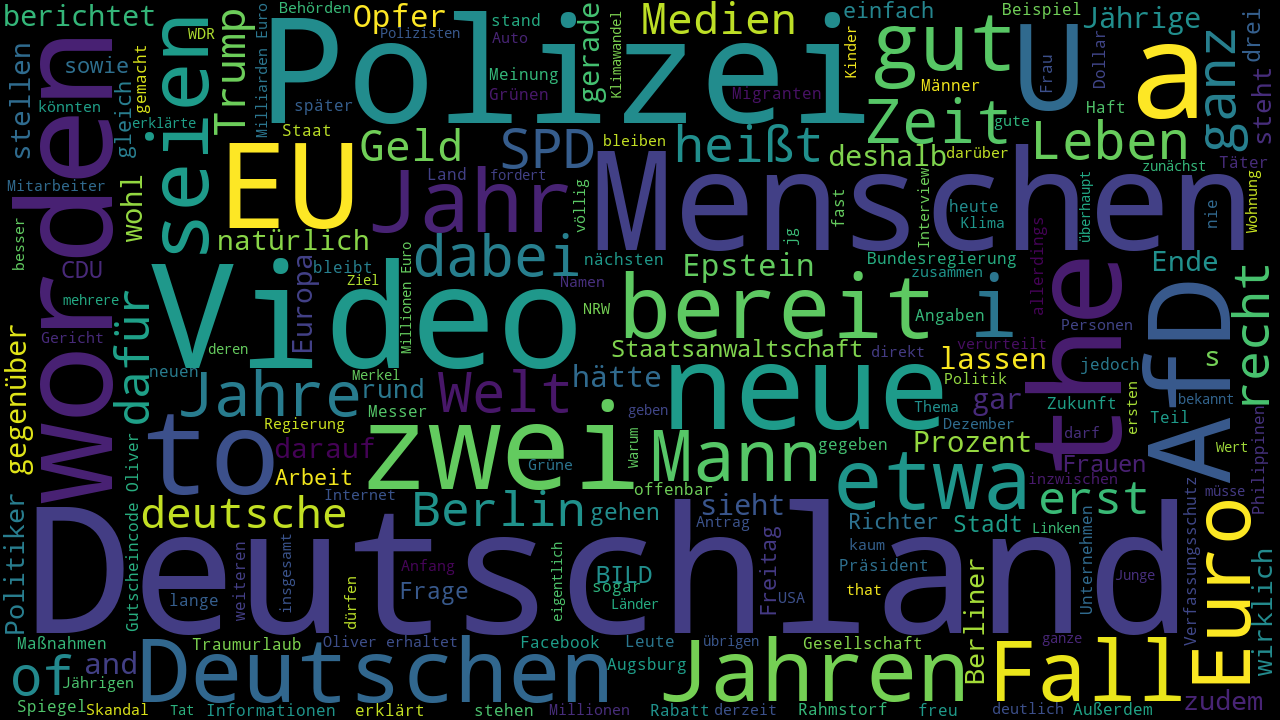 berichtet
WDR
Behörden
Opfer
Polizisten
stand
Auto
Medien
einfach
Beispiel
Jährige
drei
worden
seien
Trump
Milliarden Euro
Polizei
gerade
Klimawandel
Kinder
gut
U
Frau
Dollar
a
ganz
steht
stellen
sowie
gleich
gemacht
könnten
erklärte
später
Meinung
Grünen
Migranten
Männer
Haft
gute
Zeit
Staat
Geld
SPD
bleiben
heißt
deshalb
darüber
Leben
Täter
zunächst
Mitarbeiter
wohl
EU
Land
fordert
Jahr
völlig
Menschen
fast
Interview
heute
Klima
überhaupt
nie
Wohnung
besser
natürlich
dabei
jg
nächsten
Epstein
Bundesregierung
zusammen
allerdings
the
Ende
CDU
bleibt
Europa
Ziel
Millionen Euro
Namen
NRW
bereit
Angaben
i
Personen
AfD
recht
mehrere
dafür
Video
Gericht
deren
Staatsanwaltschaft
direkt
verurteilt
lassen
jedoch
s
gegenüber
neuen
Merkel
rund
Welt
hätte
neue
Politik
bekannt
Jahre
Messer
geben
Thema
gar
Zukunft
Teil
ersten
Philippinen
Regierung
to
darauf
zwei
Warum
Mann
gegeben
Dezember
Prozent
darf
Wert
Gutscheincode Oliver
Arbeit
Grüne
Frauen
inzwischen
Internet
offenbar
etwa
erst
müsse
Politiker
deutsche
Berlin
gehen
sieht
Antrag
Richter
Stadt
Linken
Unternehmen
Verfassungsschutz
Euro
Deutschland
weiteren
insgesamt
Anfang
eigentlich
BILD
Freitag
kaum
Präsident
Junge
lange
dürfen
Frage
sogar
Länder
USA
that
Berliner
wirklich
Maßnahmen
Traumurlaub
Oliver erhaltet
Facebook
Leute
übrigen
Gesellschaft
ganze
of
and
Deutschen
Augsburg
Jahren
Fall
Jährigen
zudem
Spiegel
Skandal
Tat
Informationen
erklärt
stehen
Millionen
Rabatt
derzeit
Rahmstorf
freu
deutlich
Außerdem